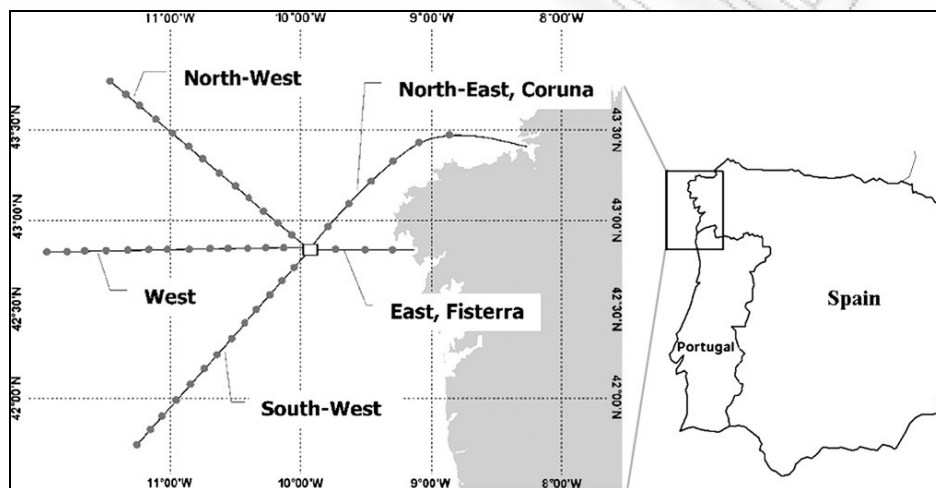 11°00'W 10°00'W 9°00'W 8°00'W
North-West
North-East, Coruna
43°30'N 43°30'N
43°00'N 43°00'N
West
East, Fisterra
42°30'N 42°30'N
South-West
42°00'N 42°00'N
11°00'W 10°00'W 9°00'W 8°00'W
Spain
Portugal